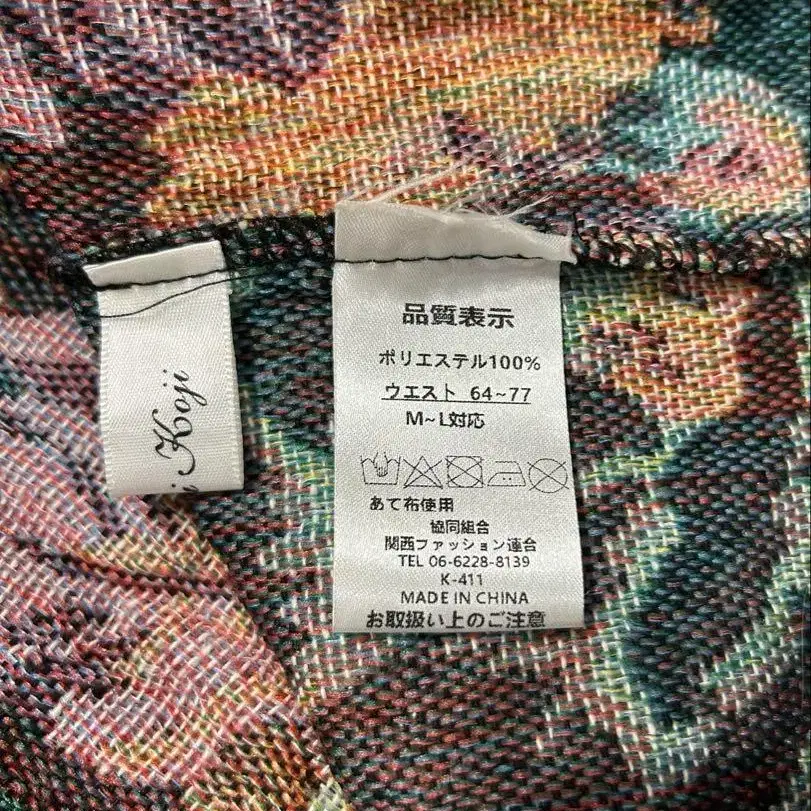 Koji
品質表示
ポリエステル100%
ウエスト 64~77
M~L対応
あて布使用
協同組合
関西ファッション連合
TEL 06-6228-8139
K-411
MADE IN CHINA
お取扱い上のご注意